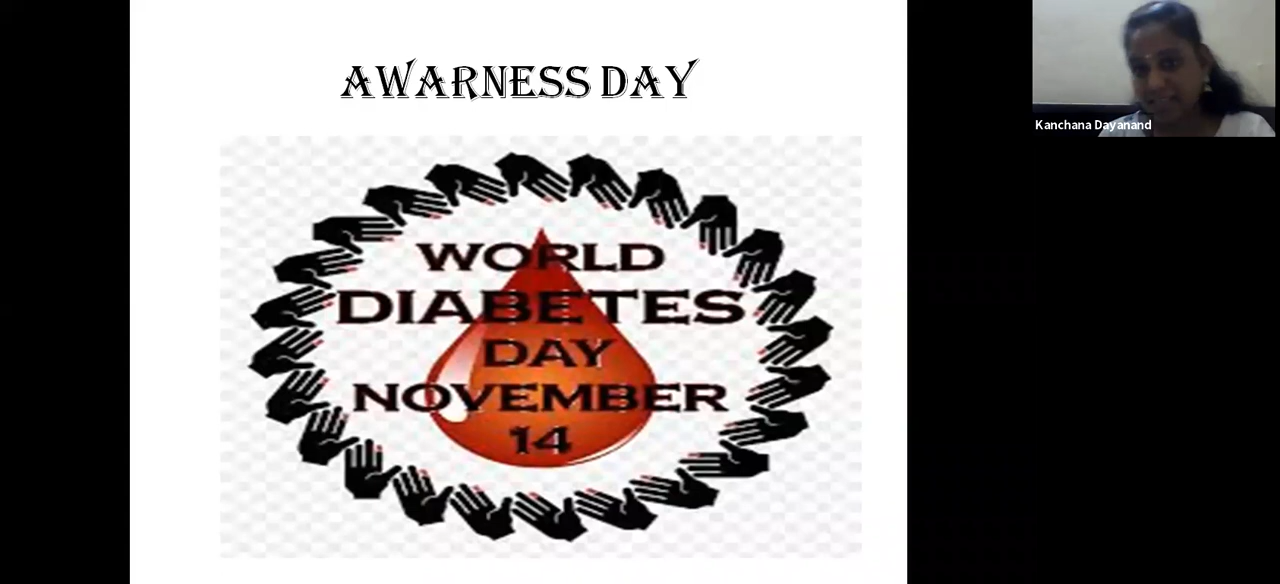 AWARNESS DAY
WORLD
DIABETES
DAY
NOVEMBER
14
Kanchana Dayanand